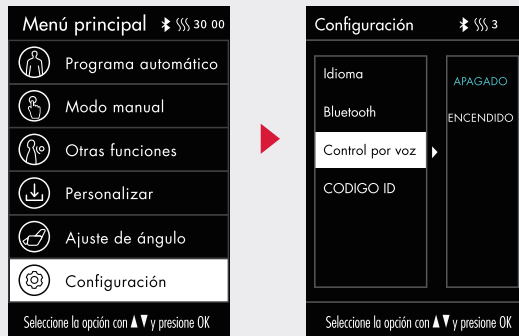 Menú principal 30 00
Programa automático
Modo manual
Otras funciones
Personalizar
Ajuste de ángulo
Configuración
Seleccione la opción con ▲▼ y presione OK
Configuración 3
Idioma
Bluetooth
Control por voz
CODIGO ID
APAGADO
ENCENDIDO
Seleccione la opción con ▲▼ y presione OK